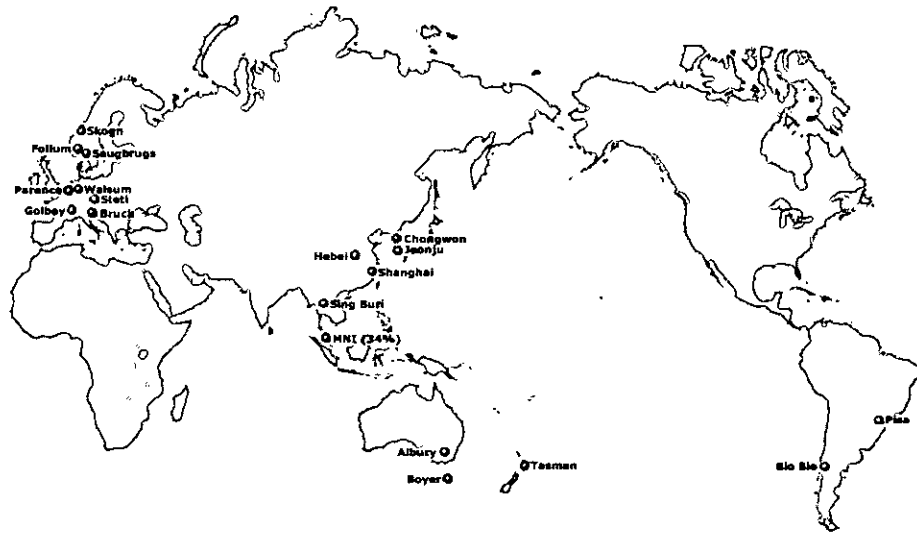 Skogn
Follum
Saugbrugs
Parenco
Walsum
Steti
Golbey
Bruck
Chongwon
Jeonju
Hebei
Shanghai
Sing Buri
MNI (34%)
Pisa
Albury
Tasman
Bio Bio
Boyer